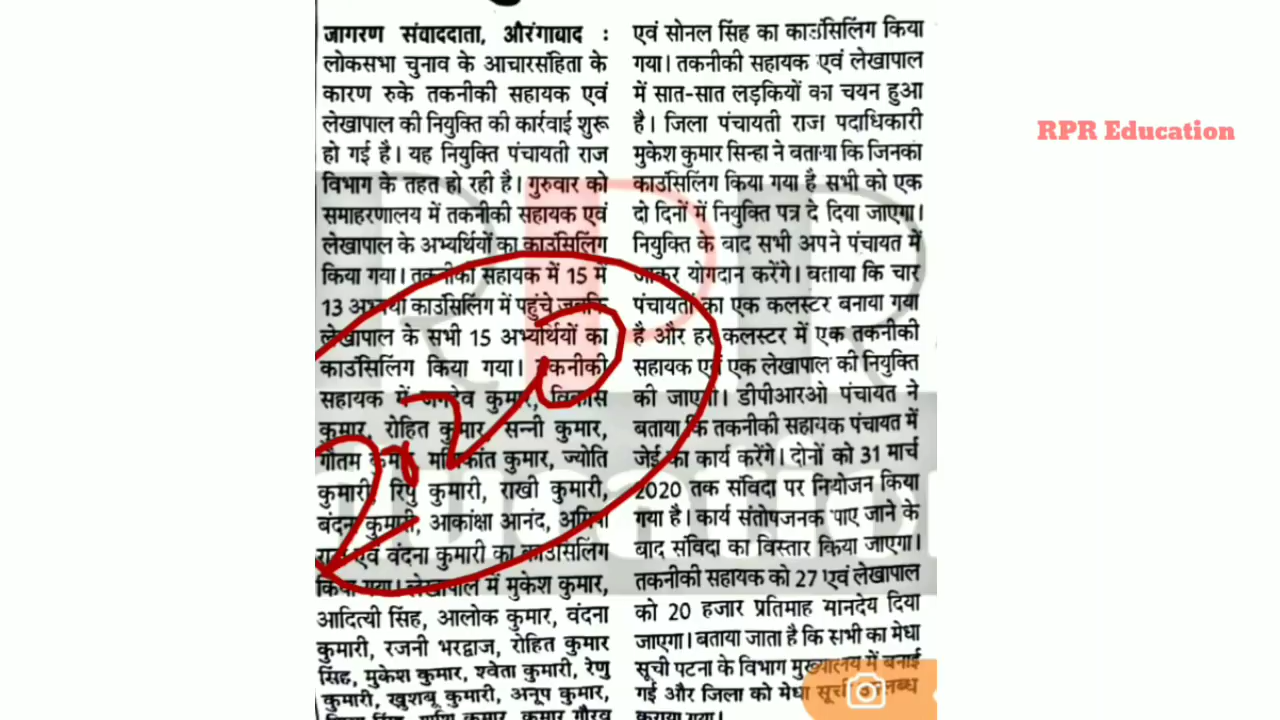 जागरण संवाददाता, औरंगाबाद :
लोकसभा चुनाव के आचारसंहिता के
कारण रुके तकनीकी सहायक एवं
लेखापाल की नियुक्ति की कार्रवाई शुरू
हो गई है। यह नियुक्ति पंचायती राज
विभाग के तहत हो रही है। गुरुवार को
समाहरणालय में तकनीकी सहायक एवं
लेखापाल के अभ्यर्थियों का काउंसिलिंग
किया गया। तकनीकी सहायक में 15 में
13 काउंसिलिंग में पहुंचे जबकि
लेखापाल के सभी 15 अभ्यर्थियों का
काउंसिलिंग किया गया। तकनीकी
सहायक में कुमार, विकास
कुमार, रोहित कुमार, सन्नी कुमार,
गौतम कुमार, कुमार, ज्योति
कुमारी, कुमारी, राखी कुमारी,
बंदना कुमारी, आकांक्षा आनंद,
एवं वंदना कुमारी का काउंसिलिंग
किया गया। लेखापाल में मुकेश कुमार,
आदित्यी सिंह, आलोक कुमार, वंदना
कुमारी, रजनी भरद्वाज, रोहित कुमार
सिंह, मुकेश कुमार, श्वेता कुमारी, रेणु
कुमारी, खुशबू कुमारी, अनूप कुमार,
एवं सोनल सिंह का काउंसिलिंग किया
गया। तकनीकी सहायक एवं लेखापाल
में सात-सात लड़कियों का चयन हुआ
है। जिला पंचायती राज पदाधिकारी
मुकेश कुमार सिन्हा ने बताया कि जिनका
काउंसिलिंग किया गया है सभी को एक
दो दिनों में नियुक्ति पत्र दे दिया जाएगा।
नियुक्ति के बाद सभी अपने पंचायत में
जाकर योगदान करेंगे। बताया कि चार
पंचायतों का एक कलस्टर बनाया गया
है और हर कलस्टर में एक तकनीकी
सहायक एवं एक लेखापाल की नियुक्ति
की जाएगी। डीपीआरओ पंचायत ने
बताया कि तकनीकी सहायक पंचायत में
जेई का कार्य करेंगे। दोनों को 31 मार्च
2020 तक संविदा पर नियोजन किया
गया है। कार्य संतोषजनक पाए जाने के
बाद संविदा का विस्तार किया जाएगा।
तकनीकी सहायक को 27 एवं लेखापाल
को 20 हजार प्रतिमाह मानदेय दिया
जाएगा। बताया जाता है कि सभी का मेधा
सूची पटना के विभाग मुख्यालय में बनाई
गई और जिला को मेधा सूची उपलब्ध
कराया गया।
2020
RPR Education
RPR